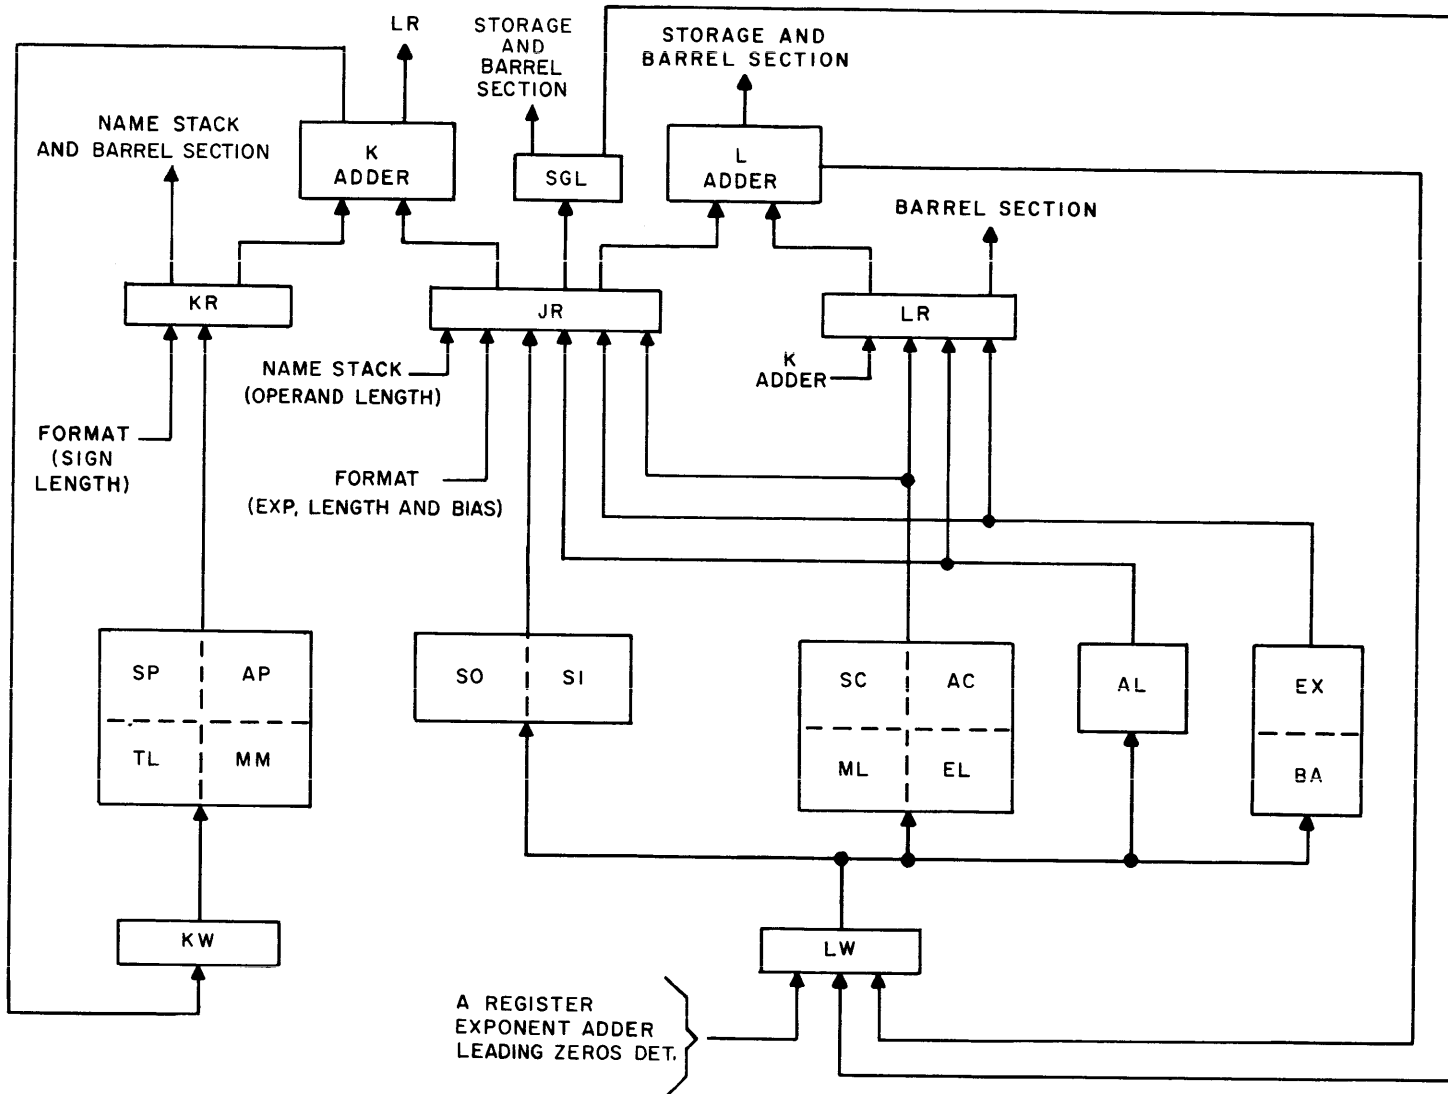 LR
STORAGE
AND
BARREL
SECTION
STORAGE AND
BARREL SECTION
NAME STACK
AND BARREL SECTION
K
ADDER
SGL
L
ADDER
BARREL SECTION
KR
JR
LR
K
ADDER
NAME STACK
(OPERAND LENGTH)
FORMAT
(SIGN
LENGTH)
FORMAT
(EXP, LENGTH AND BIAS)
SP
AP
TL
MM
SO
SI
SC
AC
ML
EL
AL
EX
BA
KW
LW
A REGISTER
EXPONENT ADDER
LEADING ZEROS DET.